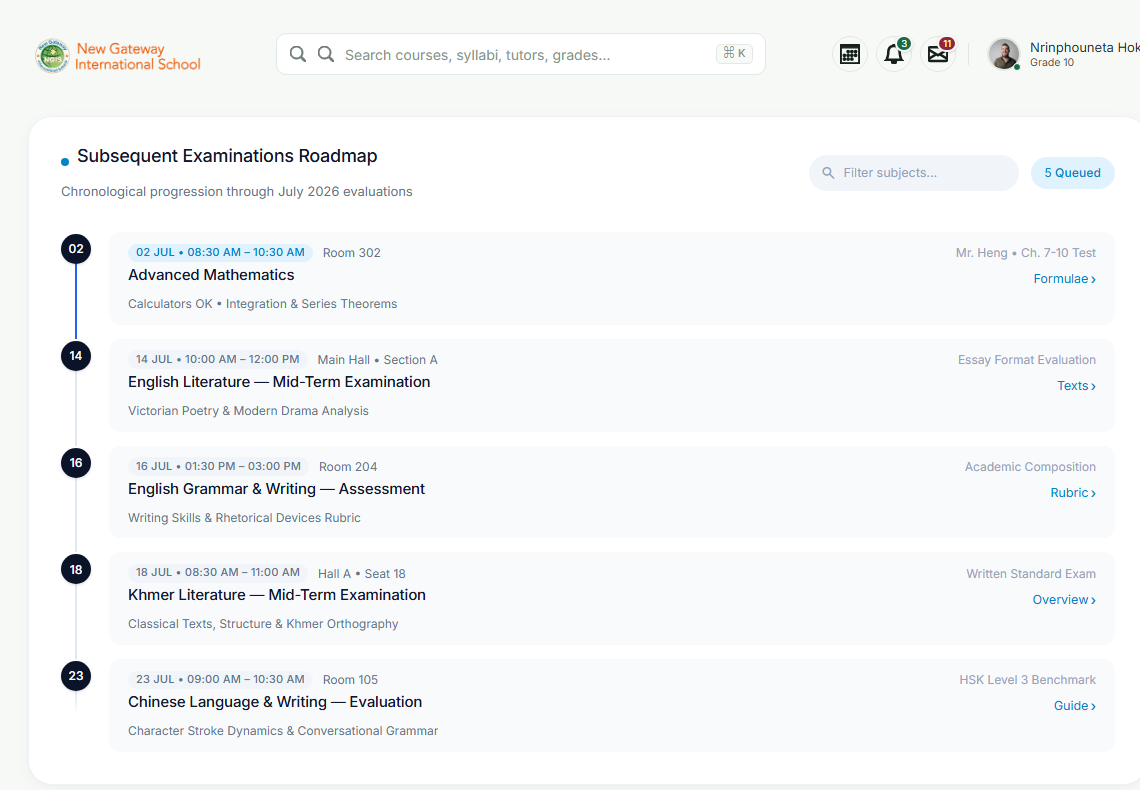 New Gateway
International School
NGIS
Search courses, syllabi, tutors, grades...
⌘ K
3
11
Nrinphouneta Hok
Grade 10
Subsequent Examinations Roadmap
Chronological progression through July 2026 evaluations
Filter subjects...
5 Queued
02
02 JUL • 08:30 AM – 10:30 AM Room 302
Mr. Heng • Ch. 7-10 Test
Advanced Mathematics
Formulae ›
Calculators OK • Integration & Series Theorems
14
14 JUL • 10:00 AM – 12:00 PM Main Hall • Section A
Essay Format Evaluation
English Literature — Mid-Term Examination
Texts ›
Victorian Poetry & Modern Drama Analysis
16
16 JUL • 01:30 PM – 03:00 PM Room 204
Academic Composition
English Grammar & Writing — Assessment
Rubric ›
Writing Skills & Rhetorical Devices Rubric
18
18 JUL • 08:30 AM – 11:00 AM Hall A • Seat 18
Written Standard Exam
Khmer Literature — Mid-Term Examination
Overview ›
Classical Texts, Structure & Khmer Orthography
23
23 JUL • 09:00 AM – 10:30 AM Room 105
HSK Level 3 Benchmark
Chinese Language & Writing — Evaluation
Guide ›
Character Stroke Dynamics & Conversational Grammar